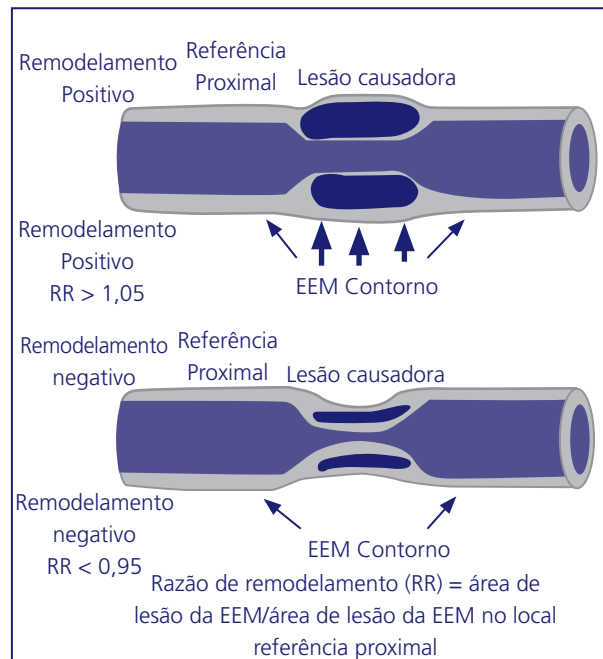 Remodelamento
Positivo
Referência
Proximal
Lesão causadora
Remodelamento
Positivo
RR > 1,05
EEM Contorno
Remodelamento
negativo
Referência
Proximal
Lesão causadora
Remodelamento
negativo
RR < 0,95
EEM Contorno
Razão de remodelamento (RR) = área de
lesão da EEM/área de lesão da EEM no local
referência proximal